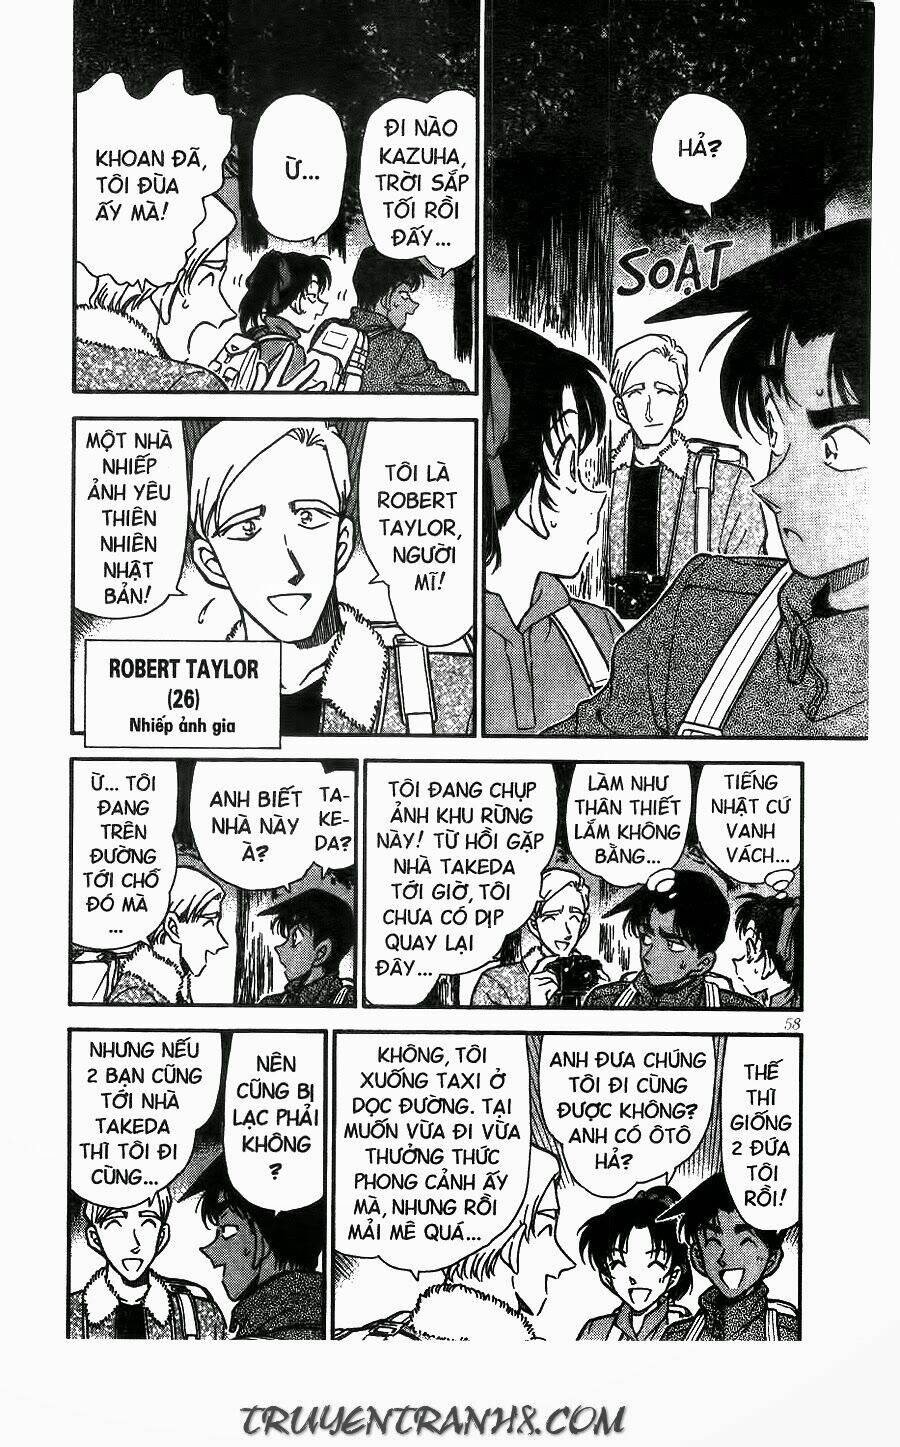 HẢ?
SOẠT
ĐI NÀO
KAZUHA,
TRỜI SẮP
TỐI RỒI
ĐẤY...
Ừ...
KHOAN ĐÃ,
TÔI ĐÙA
ẤY MÀ!
TÔI LÀ
ROBERT
TAYLOR,
NGƯỜI
MĨ!
MỘT NHÀ
NHIẾP
ẢNH YÊU
THIÊN
NHIÊN
NHẬT
BẢN!
ROBERT TAYLOR
(26)
Nhiếp ảnh gia
TIẾNG
NHẬT CỨ
VANH
VÁCH...
LÀM NHƯ
THÂN THIẾT
LẮM KHÔNG
BẰNG...
TÔI ĐANG CHỤP
ẢNH KHU RỪNG
NÀY! TỪ HỒI GẶP
NHÀ TAKEDA
TỚI GIỜ, TÔI
CHƯA CÓ DỊP
QUAY LẠI
ĐÂY...
TA-
KE-
DA?
ANH BIẾT
NHÀ NÀY
À?
Ừ... TÔI
ĐANG
TRÊN
ĐƯỜNG
TỚI CHỖ
ĐÓ MÀ
...
58
THẾ
THÌ
GIỐNG
2 ĐỨA
TÔI
RỒI!
ANH ĐƯA CHÚNG
TÔI ĐI CÙNG
ĐƯỢC KHÔNG?
ANH CÓ ÔTÔ
HẢ?
KHÔNG, TÔI
XUỐNG TAXI Ở
DỌC ĐƯỜNG. TẠI
MUỐN VỪA ĐI VỪA
THƯỞNG THỨC
PHONG CẢNH ẤY
MÀ, NHƯNG RỒI
MẢI MÊ QUÁ...
NÊN
CŨNG BỊ
LẠC PHẢI
KHÔNG
?
NHƯNG NẾU
2 BẠN CŨNG
TỚI NHÀ
TAKEDA
THÌ TÔI ĐI
CÙNG...
TRUYENTRANH8.COM